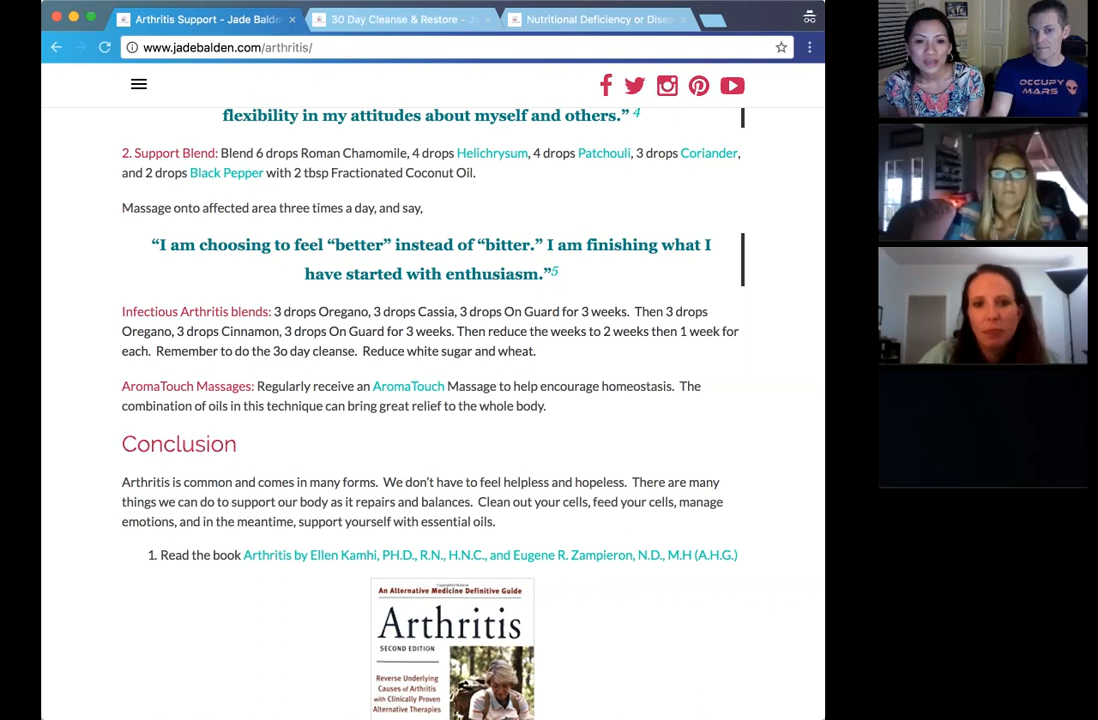 Arthritis Support - Jade Balde
30 Day Cleanse & Restore - J
Nutritional Deficiency or Disea
www.jadebalden.com/arthritis/
flexibility in my attitudes about myself and others.” 4
2. Support Blend: Blend 6 drops Roman Chamomile, 4 drops Helichrysum, 4 drops Patchouli, 3 drops Coriander,
and 2 drops Black Pepper with 2 tbsp Fractionated Coconut Oil.
Massage onto affected area three times a day, and say,
“I am choosing to feel “better” instead of “bitter.” I am finishing what I
have started with enthusiasm.”5
Infectious Arthritis blends: 3 drops Oregano, 3 drops Cassia, 3 drops On Guard for 3 weeks. Then 3 drops
Oregano, 3 drops Cinnamon, 3 drops On Guard for 3 weeks. Then reduce the weeks to 2 weeks then 1 week for
each. Remember to do the 3o day cleanse. Reduce white sugar and wheat.
AromaTouch Massages: Regularly receive an AromaTouch Massage to help encourage homeostasis. The
combination of oils in this technique can bring great relief to the whole body.
Conclusion
Arthritis is common and comes in many forms. We don’t have to feel helpless and hopeless. There are many
things we can do to support our body as it repairs and balances. Clean out your cells, feed your cells, manage
emotions, and in the meantime, support yourself with essential oils.
1. Read the book Arthritis by Ellen Kamhi, PH.D., R.N., H.N.C., and Eugene R. Zampieron, N.D., M.H (A.H.G.)
An Alternative Medicine Definitive Guide
Arthritis
SECOND EDITION
Reverse Underlying
Causes of Arthritis
with Clinically Proven
Alternative Therapies
OCCUPY
MARS